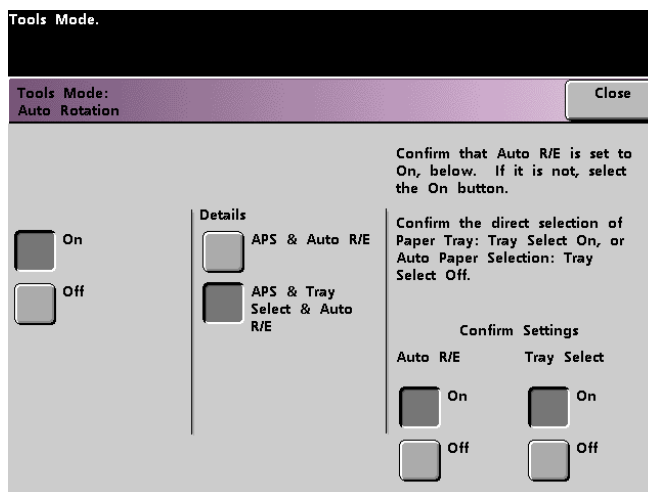 Tools Mode.
Tools Mode:
Auto Rotation
Close
On
Off
Details
APS & Auto R/E
APS & Tray
Select & Auto
R/E
Confirm that Auto R/E is set to
On, below. If it is not, select
the On button.
Confirm the direct selection of
Paper Tray: Tray Select On, or
Auto Paper Selection: Tray
Select Off.
Confirm Settings
Auto R/E
Tray Select
On
On
Off
Off